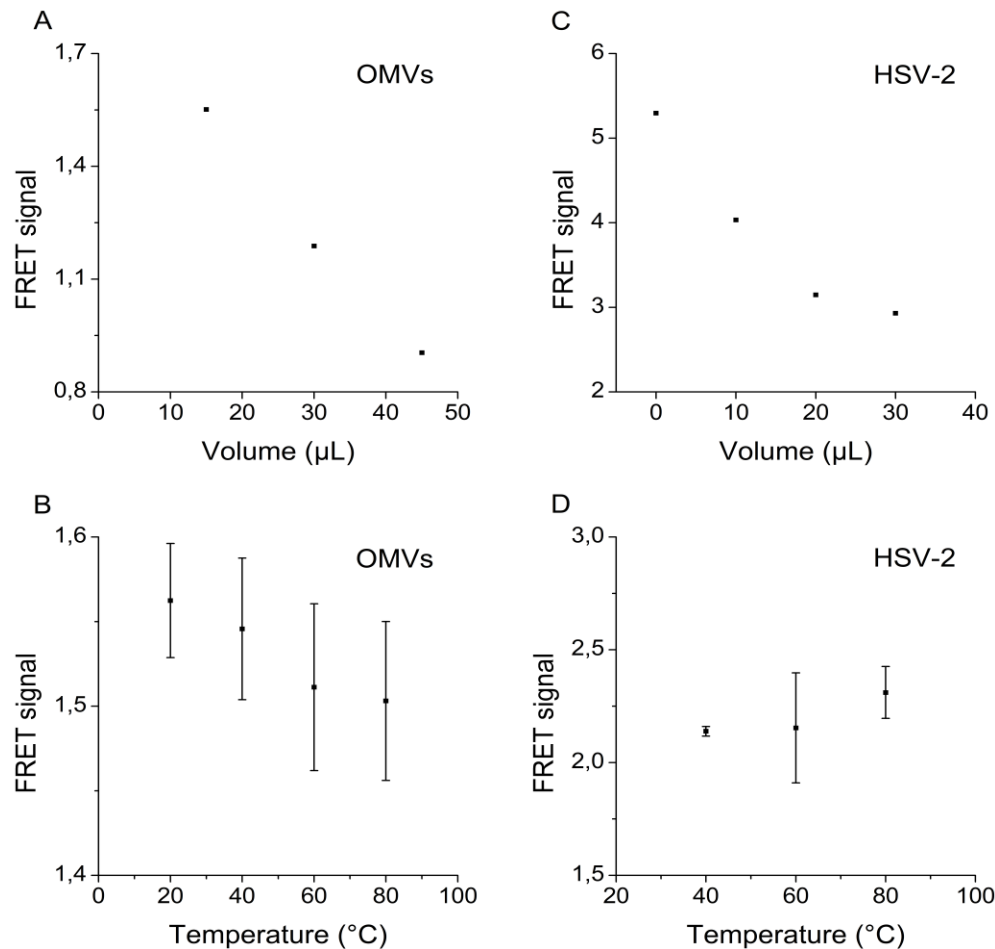 A
1,7
OMVs
1,4
1,1
0,8
0 10 20 30 40 50
FRET signal
Volume (µL)
C
6
HSV-2
5
4
3
2
0 10 20 30 40
FRET signal
Volume (µL)
B
1,6
OMVs
1,5
1,4
0 20 40 60 80 100
FRET signal
Temperature (°C)
D
3,0
HSV-2
2,5
2,0
1,5
20 40 60 80 100
FRET signal
Temperature (°C)